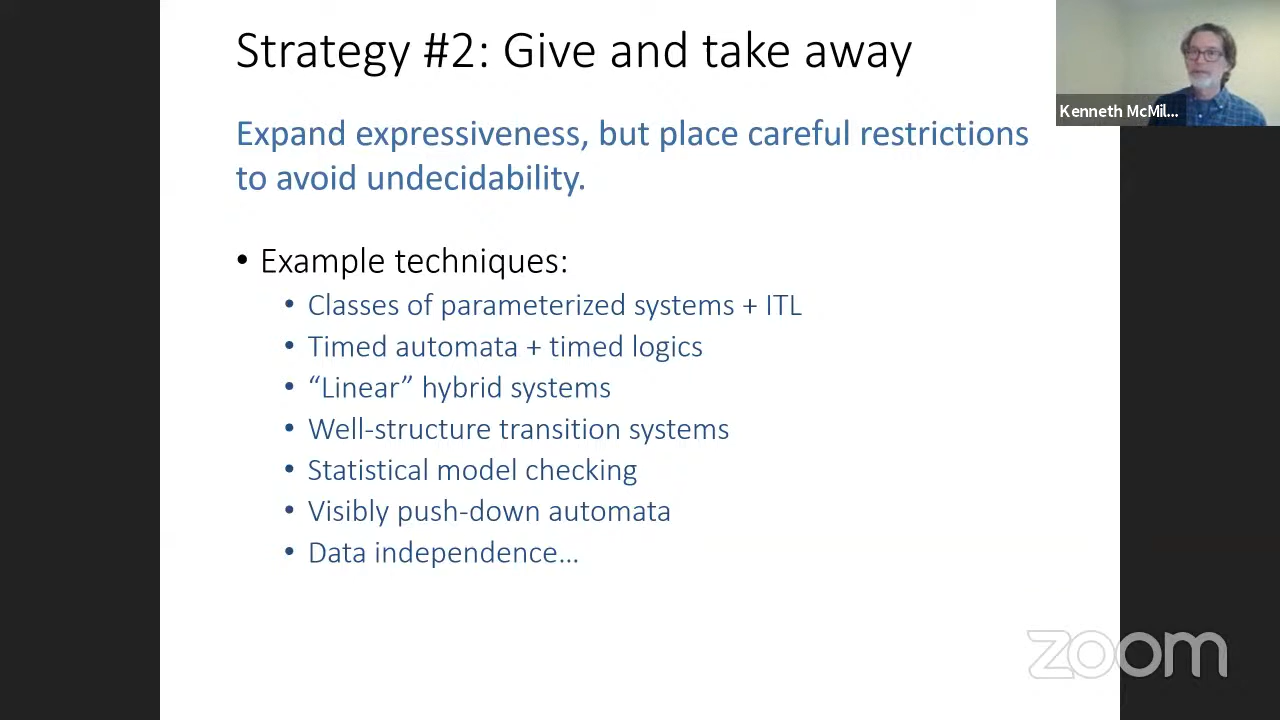 Strategy #2: Give and take away
Kenneth McMil...
Expand expressiveness, but place careful restrictions
to avoid undecidability.
• Example techniques:
• Classes of parameterized systems + ITL
• Timed automata + timed logics
• “Linear” hybrid systems
• Well-structure transition systems
• Statistical model checking
• Visibly push-down automata
• Data independence…
zoom